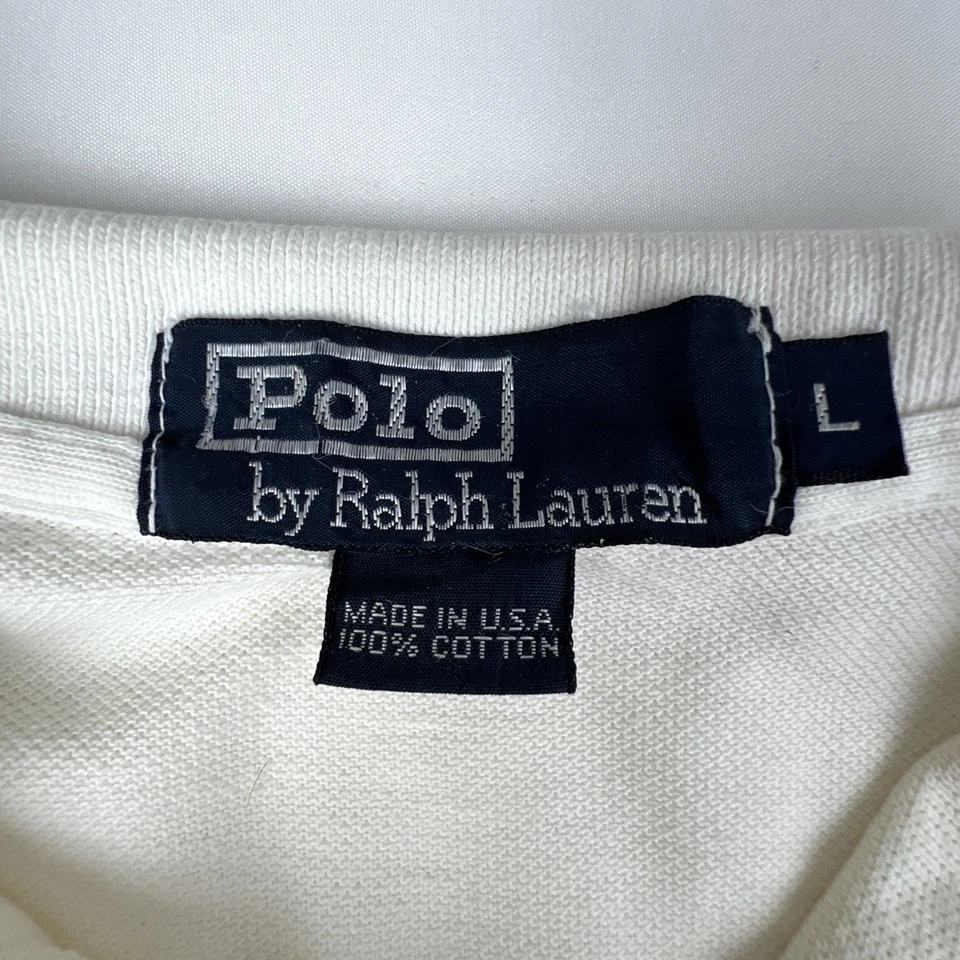 Polo
by Ralph Lauren
L
MADE IN U.S.A.
100% COTTON